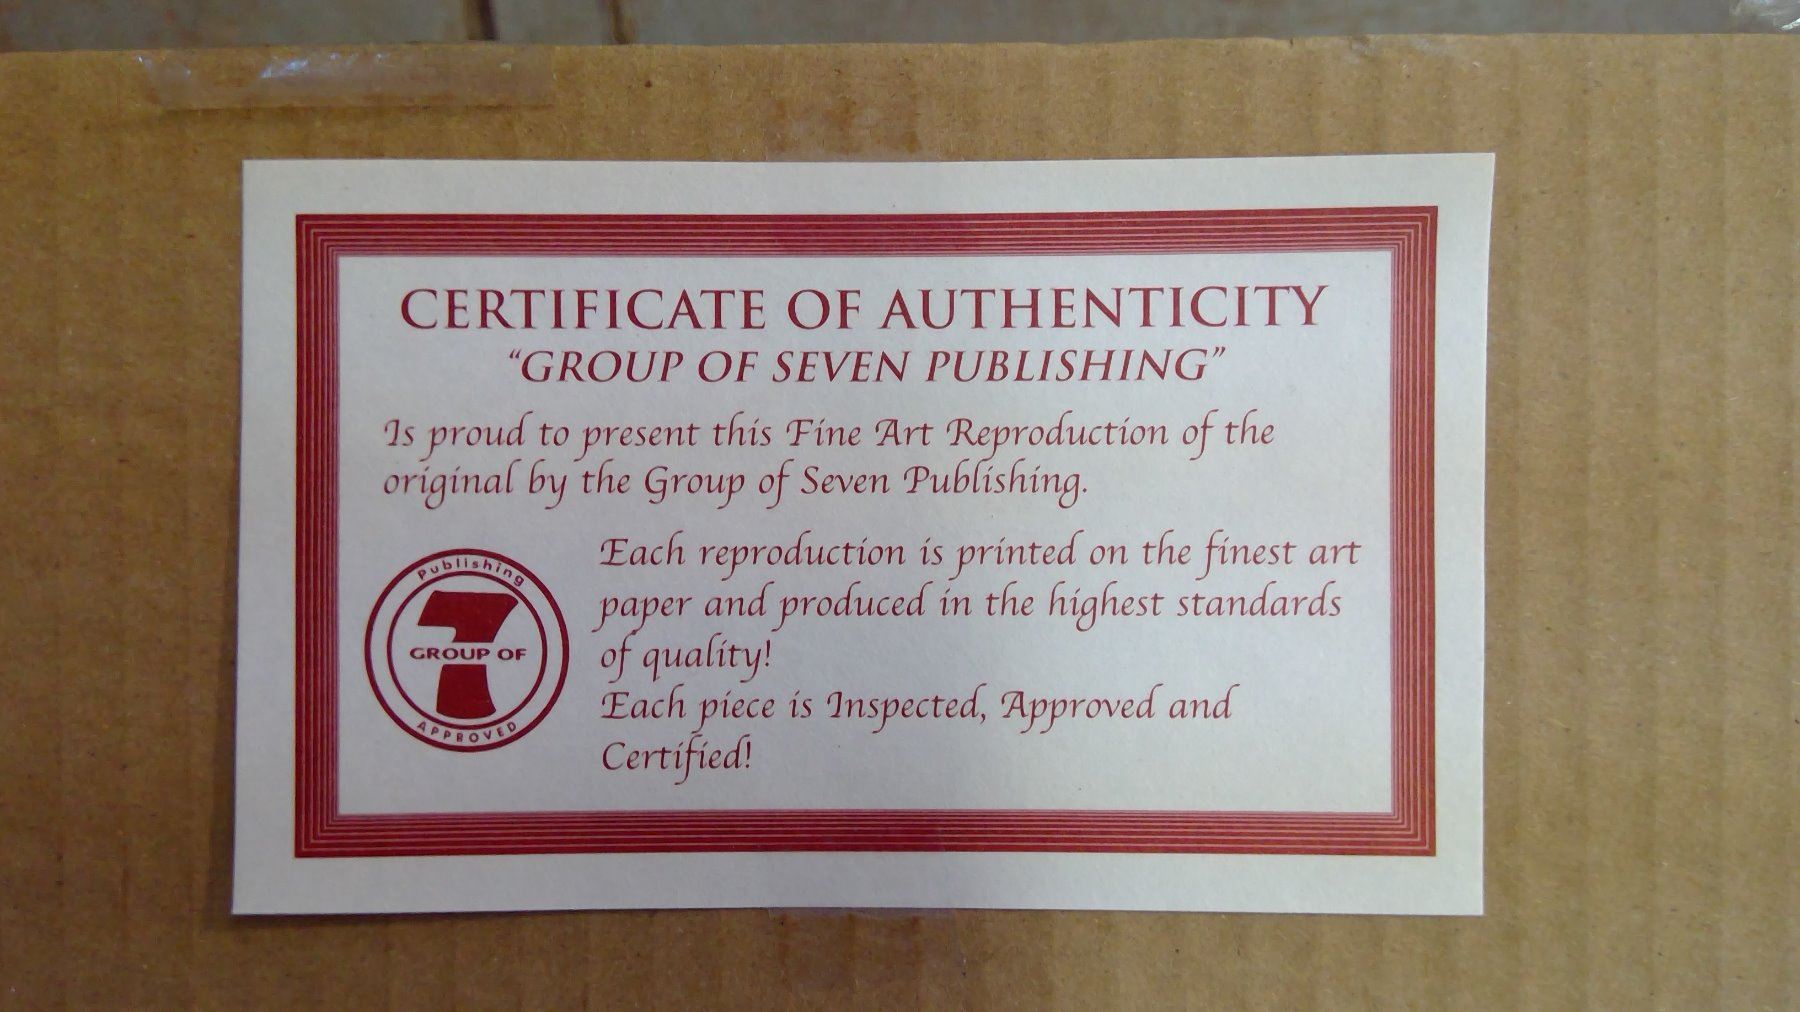 CERTIFICATE OF AUTHENTICITY
"GROUP OF SEVEN PUBLISHING"
Is proud to present this Fine Art Reproduction of the
original by the Group of Seven Publishing.
Each reproduction is printed on the finest art
paper and produced in the highest standards
of quality!
Each piece is Inspected, Approved and
Certified!
Publishing
7
GROUP OF
APPROVED